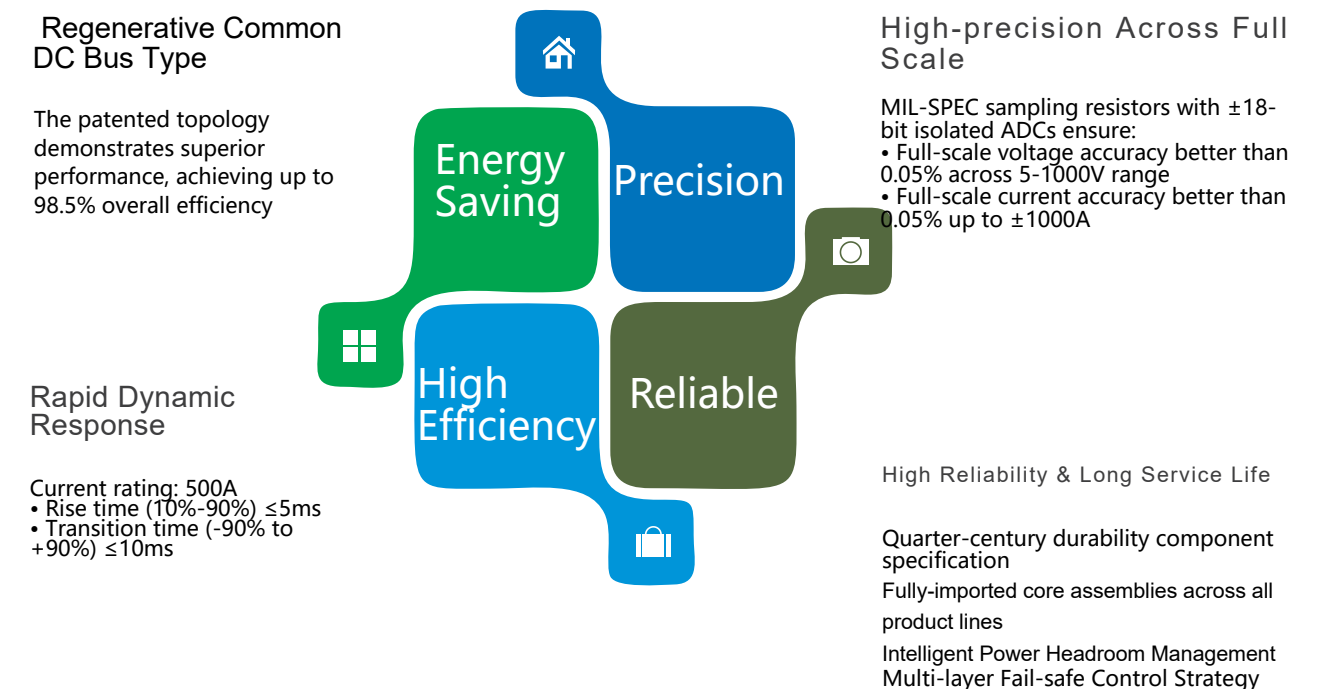 Regenerative Common
DC Bus Type
The patented topology
demonstrates superior
performance, achieving up to
98.5% overall efficiency
High-precision Across Full
Scale
MIL-SPEC sampling resistors with ±18-
bit isolated ADCs ensure:
• Full-scale voltage accuracy better than
0.05% across 5-1000V range
• Full-scale current accuracy better than
0.05% up to ±1000A
Energy
Saving
Precision
High
Efficiency
Reliable
Rapid Dynamic
Response
Current rating: 500A
• Rise time (10%-90%) ≤5ms
• Transition time (-90% to
+90%) ≤10ms
High Reliability & Long Service Life
Quarter-century durability component
specification
Fully-imported core assemblies across all
product lines
Intelligent Power Headroom Management
Multi-layer Fail-safe Control Strategy